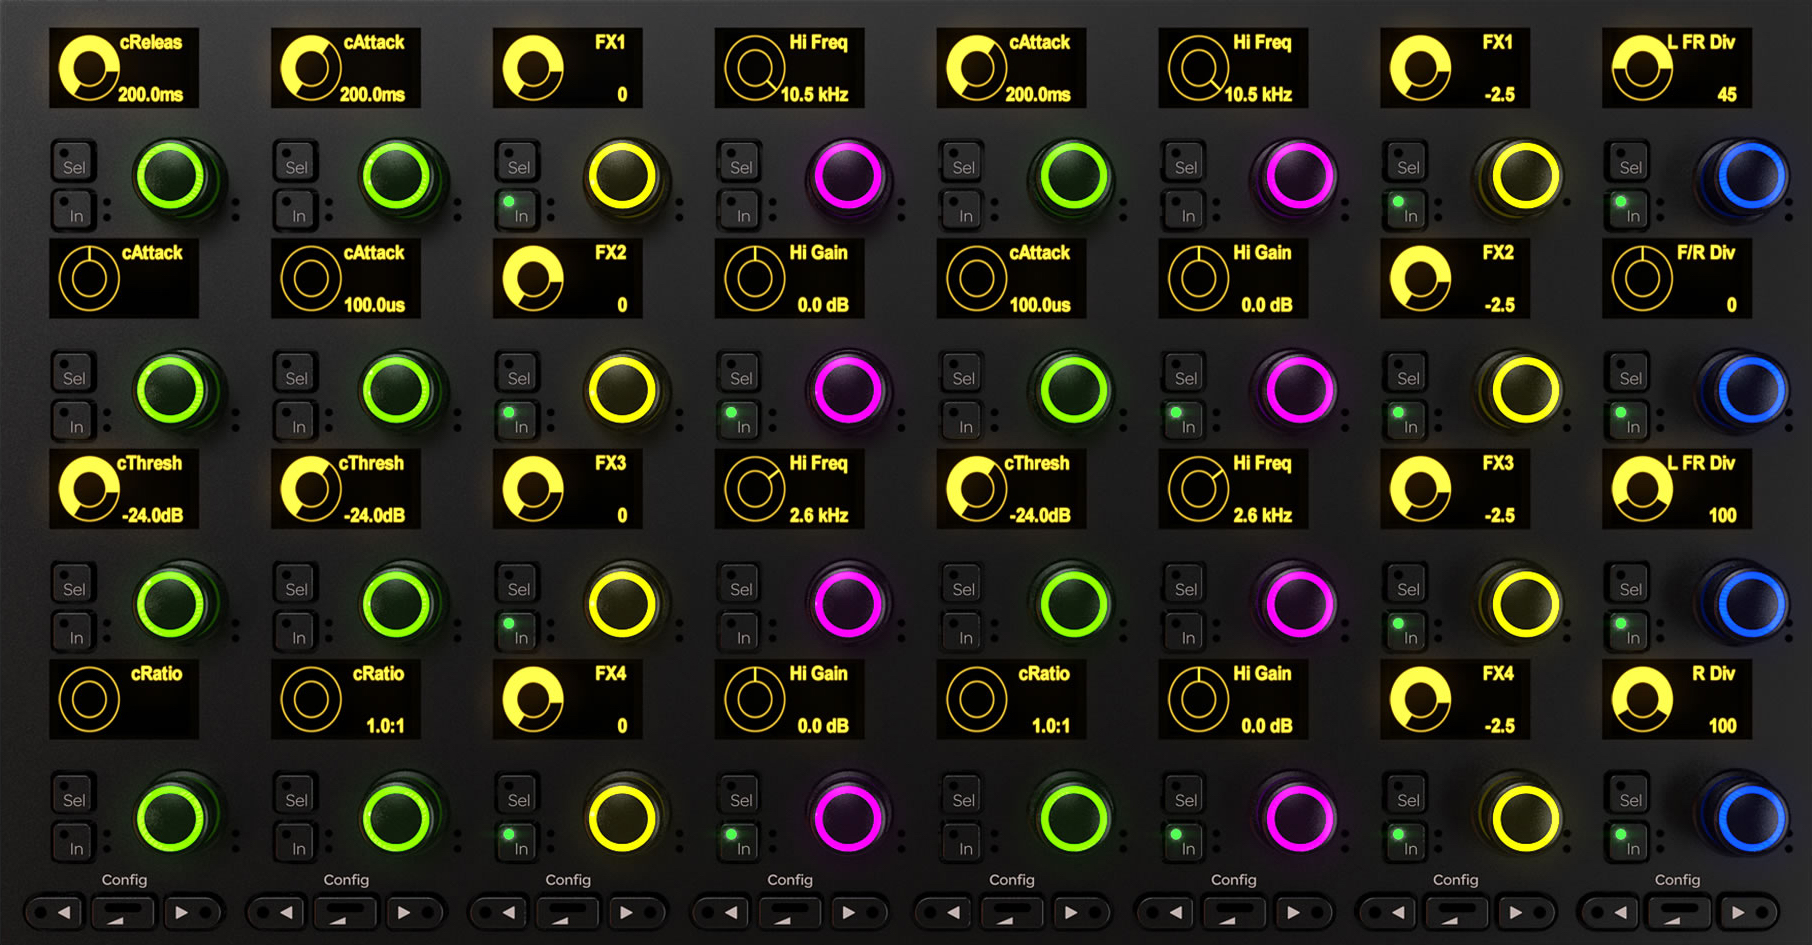 cReleas cAttack FX1 Hi Freq cAttack Hi Freq FX1 L FR Div
200.0ms 200.0ms 0 10.5 kHz 200.0ms 10.5 kHz -2.5 45
Sel Sel Sel Sel Sel Sel Sel Sel
In In In In In In In In
cAttack cAttack FX2 Hi Gain cAttack Hi Gain FX2 F/R Div
100.0us 0 0.0 dB 100.0us 0.0 dB -2.5 0
Sel Sel Sel Sel Sel Sel Sel Sel
In In In In In In In In
cThresh cThresh FX3 Hi Freq cThresh Hi Freq FX3 L FR Div
-24.0dB -24.0dB 0 2.6 kHz -24.0dB 2.6 kHz -2.5 100
Sel Sel Sel Sel Sel Sel Sel Sel
In In In In In In In In
cRatio cRatio FX4 Hi Gain cRatio Hi Gain FX4 R Div
1.0:1 0 0.0 dB 1.0:1 0.0 dB -2.5 100
Sel Sel Sel Sel Sel Sel Sel Sel
In In In In In In In In
Config Config Config Config Config Config Config Config